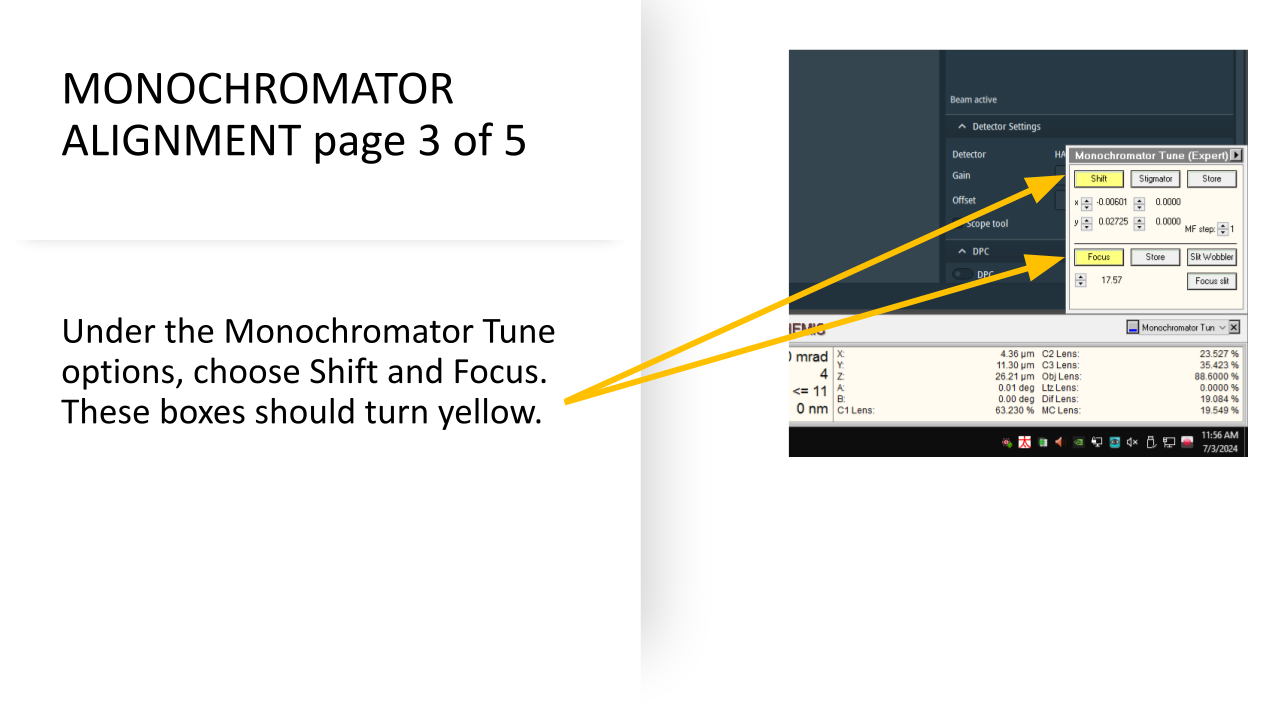 MONOCHROMATOR
ALIGNMENT page 3 of 5
Under the Monochromator Tune
options, choose Shift and Focus.
These boxes should turn yellow.
Beam active
Detector Settings
Detector HA
Gain
Offset
Scope tool
DPC
DPC
Monochromator Tune (Expert)
Shift Stigmator Store
x -0.00601 0.0000
y 0.02725 0.0000 MF step: 1
Focus Store Slit Wobbler
17.57 Focus slit
Monochromator Tun
mrad
4
<= 11
0 nm
X: 4.36 µm C2 Lens: 23.527 %
Y: 11.30 µm C3 Lens: 35.423 %
Z: 26.21 µm Obj Lens: 88.6000 %
A: 0.01 deg Ltz Lens: 0.0000 %
B: 0.00 deg Dif Lens: 19.084 %
C1 Lens: 63.230 % MC Lens: 19.549 %
11:56 AM
7/3/2024